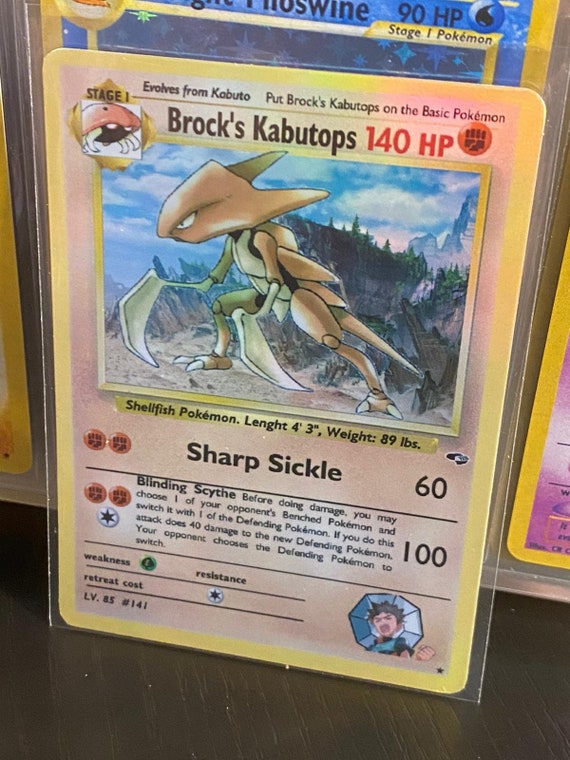 Piloswine 90 HP
Stage 1 Pokémon
STAGE 1 Evolves from Kabuto Put Brock's Kabutops on the Basic Pokémon
Brock's Kabutops 140 HP
Shellfish Pokémon. Lenght 4' 3", Weight: 89 lbs.
Sharp Sickle 60
Blinding Scythe Before doing damage, you may
choose 1 of your opponent's Benched Pokémon and
switch it with 1 of the Defending Pokémon. If you do this
attack does 40 damage to the new Defending Pokémon.
Your opponent chooses the Defending Pokémon to
switch.
100
weakness
resistance
retreat cost
LV. 85 #141